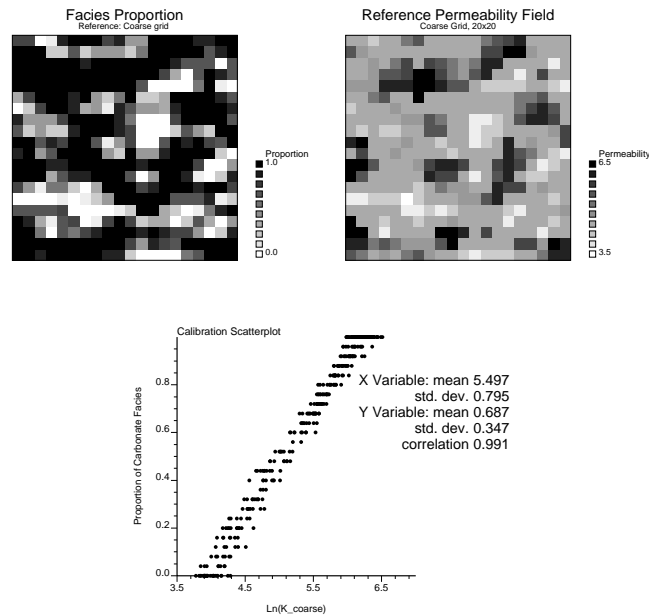 Facies Proportion
Reference: Coarse grid
Proportion
1.0
0.0
Reference Permeability Field
Coarse Grid, 20x20
Permeability
6.5
3.5
Calibration Scatterplot
Proportion of Carbonate Facies
0.8
0.6
0.4
0.2
0.0
X Variable: mean 5.497
std. dev. 0.795
Y Variable: mean 0.687
std. dev. 0.347
correlation 0.991
3.5 4.5 5.5 6.5
Ln(K_coarse)